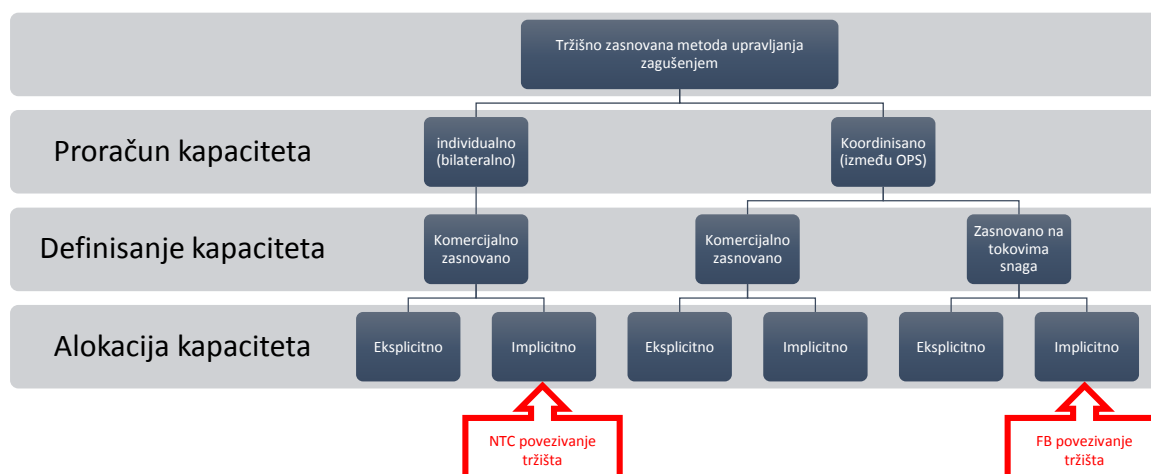 Tržišno zasnovana metoda upravljanja
zagušenjem
Proračun kapaciteta
individualno
(bilateralno)
Koordinisano
(između OPS)
Definisanje kapaciteta
Komercijalno
zasnovano
Komercijalno
zasnovano
Zasnovano na
tokovima
snaga
Alokacija kapaciteta
Eksplicitno
Implicitno
Eksplicitno
Implicitno
Eksplicitno
Implicitno
NTC povezivanje
tržišta
FB povezivanje
tržišta